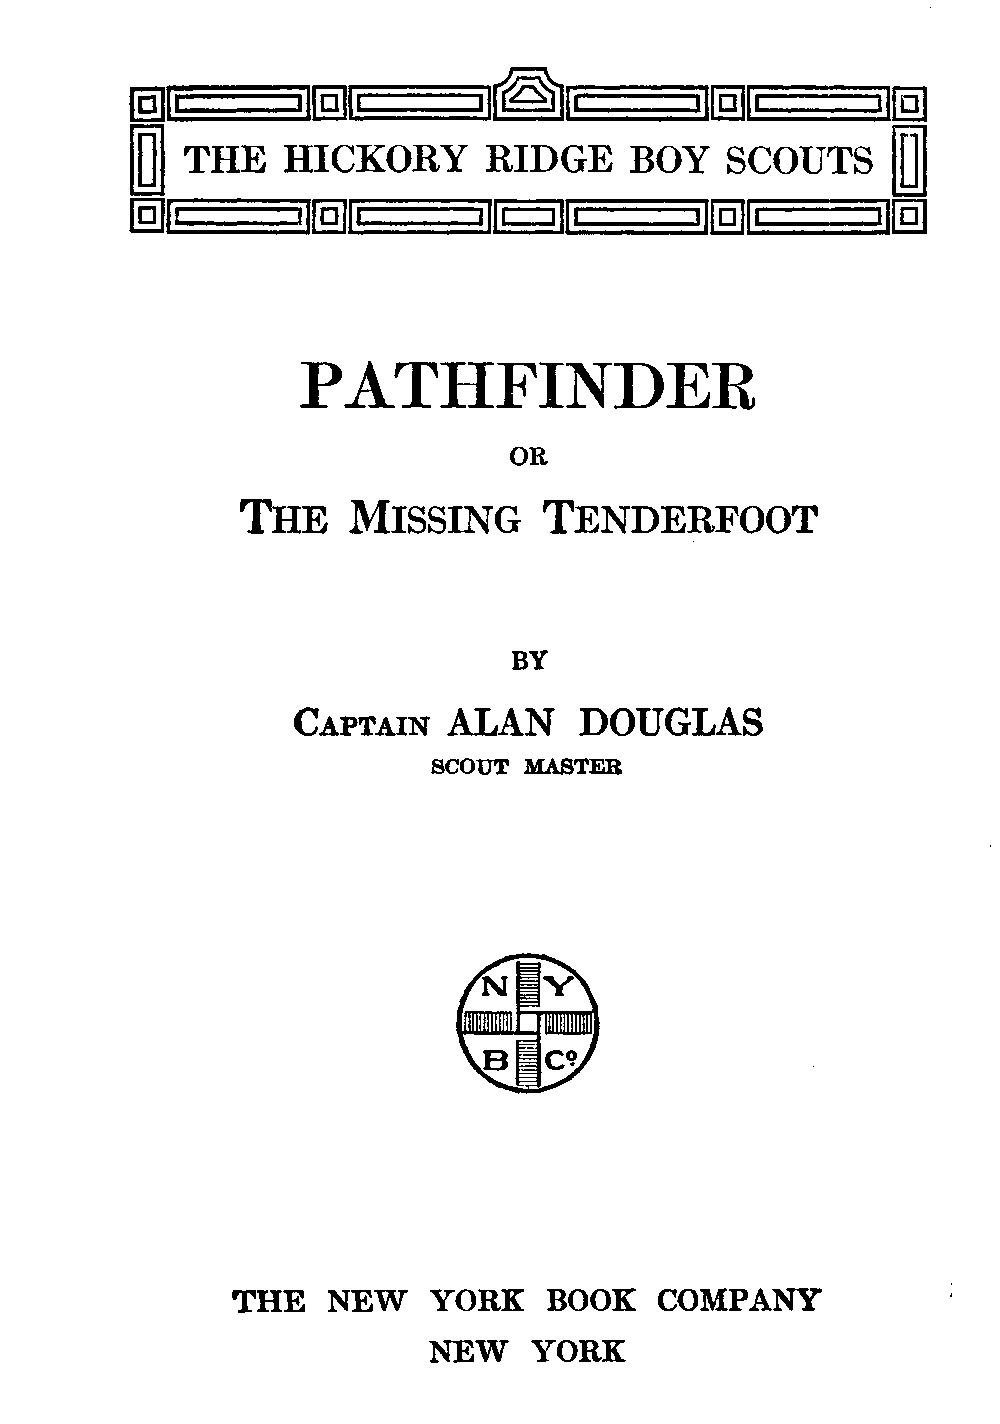 THE HICKORY RIDGE BOY SCOUTS
PATHFINDER
OR
THE MISSING TENDERFOOT
BY
CAPTAIN ALAN DOUGLAS
SCOUT MASTER
N Y
B Co
THE NEW YORK BOOK COMPANY
NEW YORK